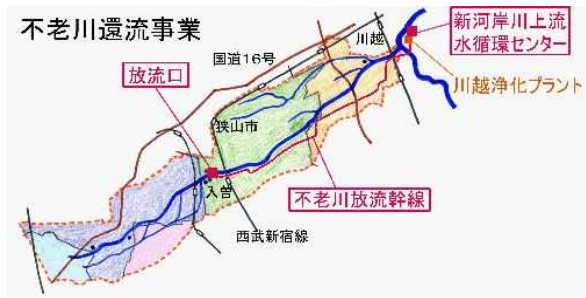 不老川還流事業
新河岸川上流
水循環センター
川越
国道16号
放流口
川越浄化プラント
狭山市
入曽
不老川放流幹線
西武新宿線